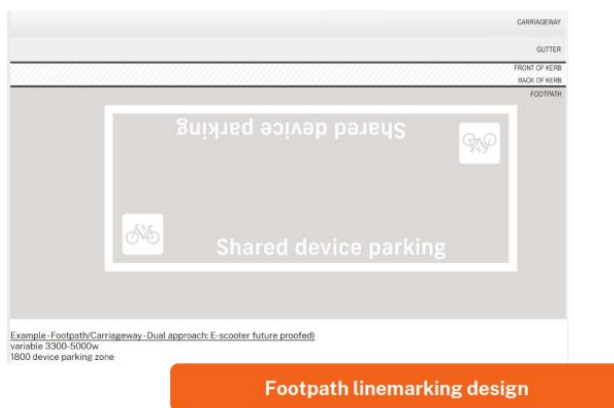 CARRIAGEWAY
GUTTER
FRONT OF KERB
BACK OF KERB
FOOTPATH
Shared device parking
Shared device parking
Example - Footpath/Carriageway - Dual approach: E-scooter future proofed)
variable 3300-5000w
1800 device parking zone
Footpath linemarking design